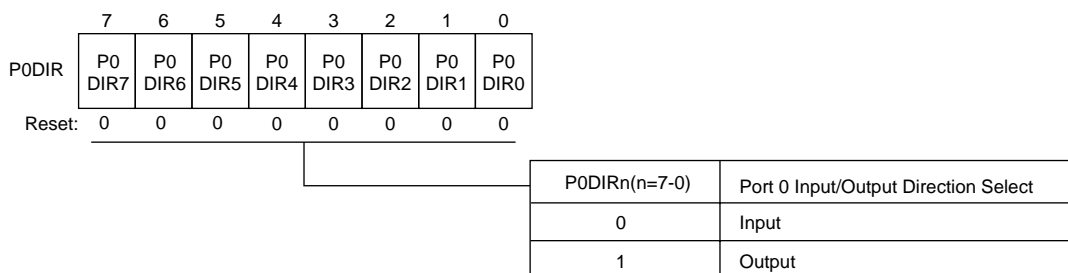 7 6 5 4 3 2 1 0
P0DIR P0 DIR7 P0 DIR6 P0 DIR5 P0 DIR4 P0 DIR3 P0 DIR2 P0 DIR1 P0 DIR0
Reset: 0 0 0 0 0 0 0 0
P0DIRn(n=7-0) Port 0 Input/Output Direction Select
0 Input
1 Output